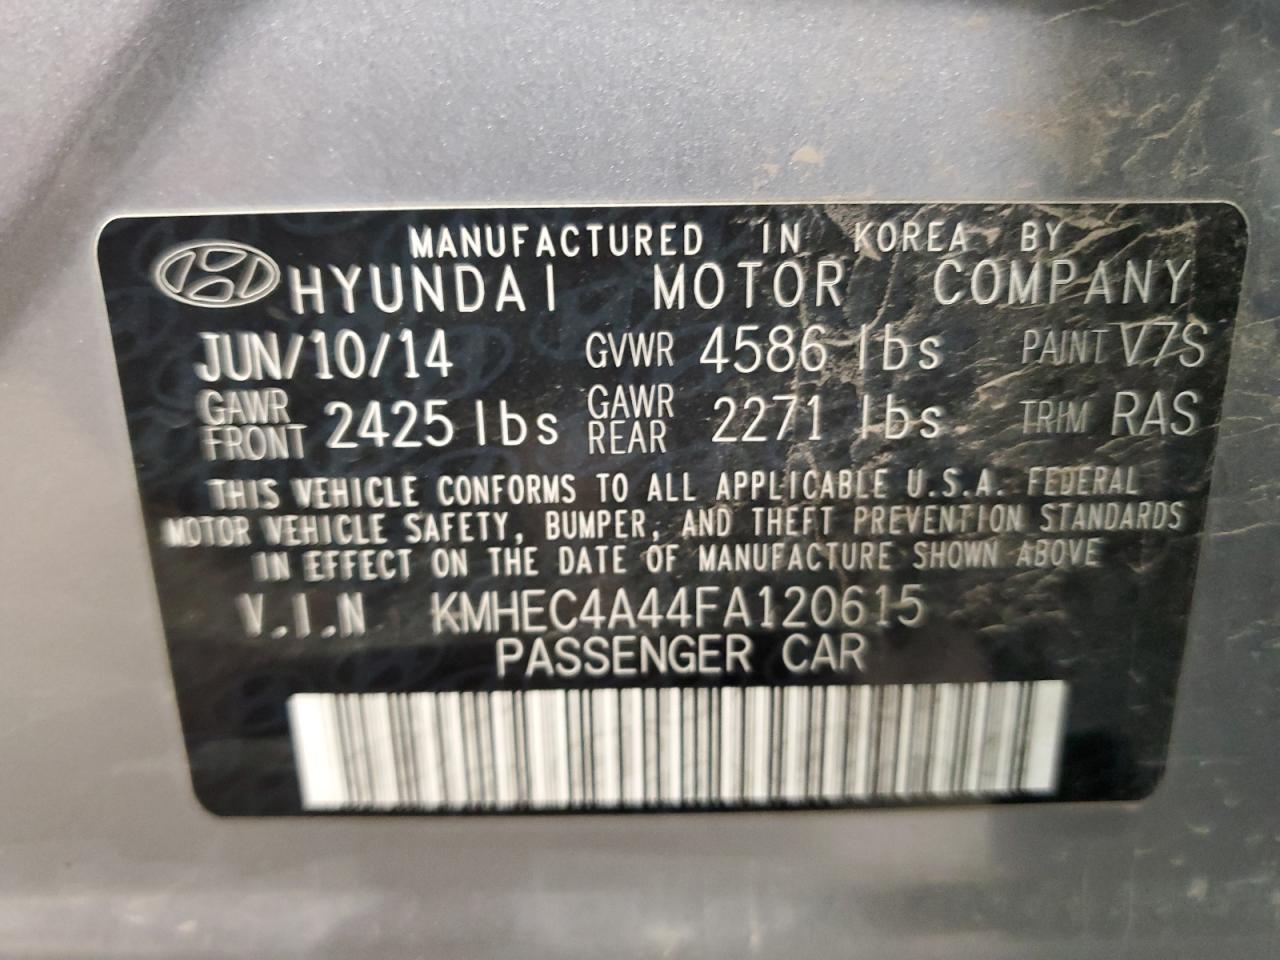 MANUFACTURED IN KOREA BY
HYUNDAI MOTOR COMPANY
JUN/10/14 GVWR 4586 lbs PAINT V7S
GAWR FRONT 2425 lbs GAWR REAR 2271 lbs TRIM RAS
THIS VEHICLE CONFORMS TO ALL APPLICABLE U.S.A. FEDERAL
MOTOR VEHICLE SAFETY, BUMPER, AND THEFT PREVENTION STANDARDS
IN EFFECT ON THE DATE OF MANUFACTURE SHOWN ABOVE
V.I.N KMHEC4A44FA120615
PASSENGER CAR